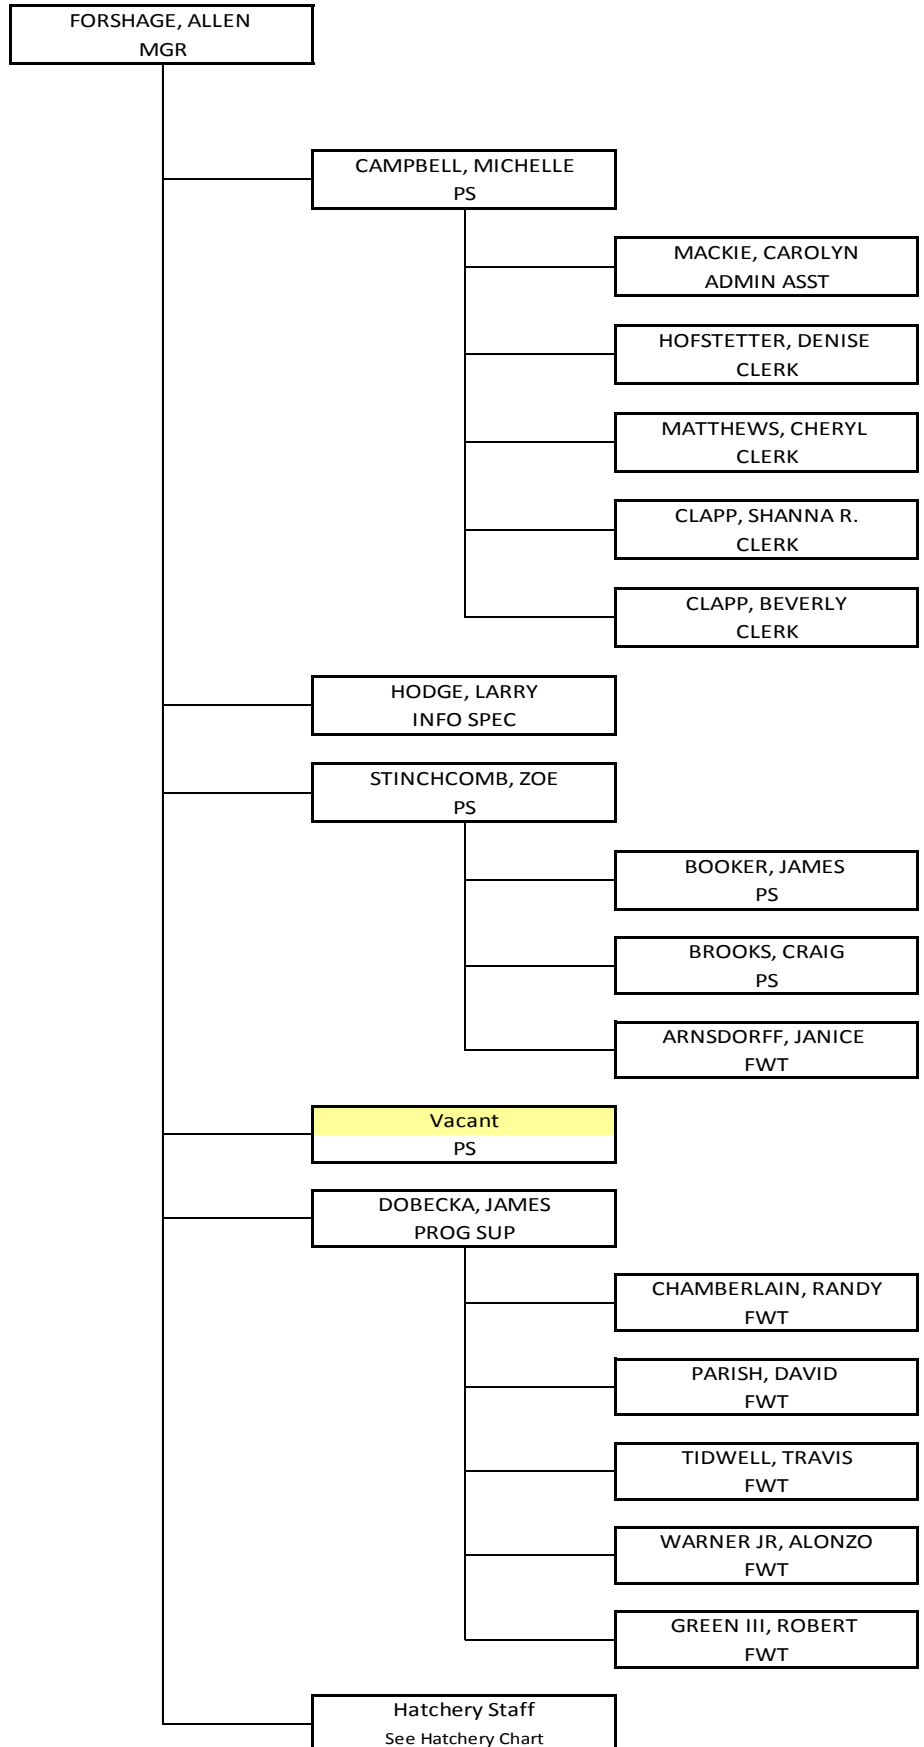 FORSHAGE, ALLEN
MGR
CAMPBELL, MICHELLE
PS
MACKIE, CAROLYN
ADMIN ASST
HOFSTETTER, DENISE
CLERK
MATTHEWS, CHERYL
CLERK
CLAPP, SHANNA R.
CLERK
CLAPP, BEVERLY
CLERK
HODGE, LARRY
INFO SPEC
STINCHCOMB, ZOE
PS
BOOKER, JAMES
PS
BROOKS, CRAIG
PS
ARNSDORFF, JANICE
FWT
Vacant
PS
DOBECKA, JAMES
PROG SUP
CHAMBERLAIN, RANDY
FWT
PARISH, DAVID
FWT
TIDWELL, TRAVIS
FWT
WARNER JR, ALONZO
FWT
GREEN III, ROBERT
FWT
Hatchery Staff
See Hatchery Chart